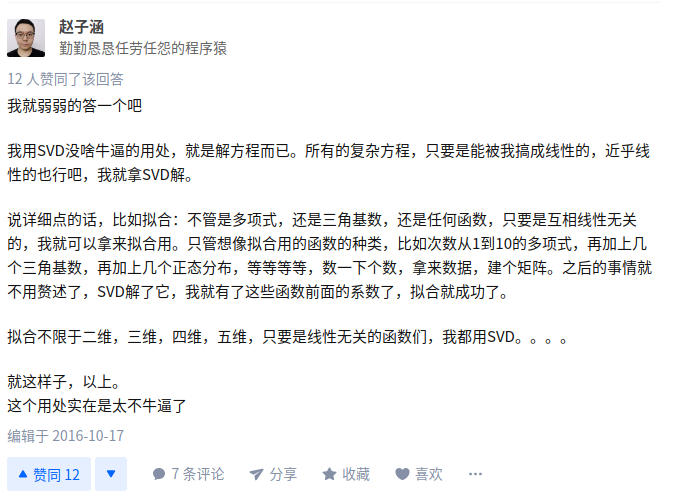 赵子涵
勤勤恳恳任劳任怨的程序猿
12 人赞同了该回答
我就弱弱的答一个吧
我用SVD没啥牛逼的用处，就是解方程而已。所有的复杂方程，只要是能被我搞成线性的，近乎线
性的也行吧，我就拿SVD解。
说详细点的话，比如拟合：不管是多项式，还是三角基数，还是任何函数，只要是互相线性无关
的，我就可以拿来拟合用。只管想像拟合用的函数的种类，比如次数从1到10的多项式，再加上几
个三角基数，再加上几个正态分布，等等等等，数一下个数，拿来数据，建个矩阵。之后的事情就
不用赘述了，SVD解了它，我就有了这些函数前面的系数了，拟合就成功了。
拟合不限于二维，三维，四维，五维，只要是线性无关的函数们，我都用SVD。。。。
就这样子，以上。
这个用处实在是太不牛逼了
编辑于 2016-10-17
赞同 12 7 条评论 分享 收藏 喜欢